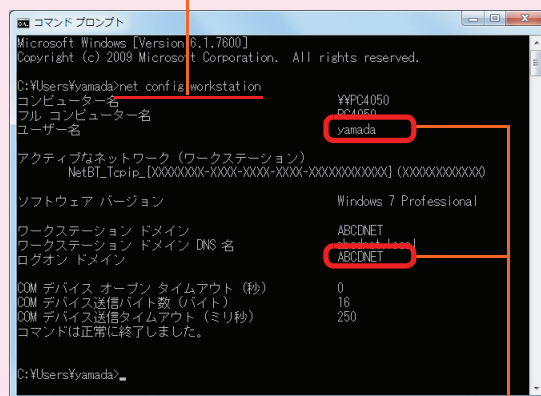 コマンド プロンプト
Microsoft Windows [Version 6.1.7600]
Copyright (c) 2009 Microsoft Corporation.  All rights reserved.
C:¥Users¥yamada>net config workstation
コンピューター名 ¥¥PC4050
フル コンピューター名 PC4050
ユーザー名 yamada
アクティブなネットワーク (ワークステーション)
NetBT_Tcpip_[XXXXXXXX-XXXX-XXXX-XXXX-XXXXXXXXXXXX] (XXXXXXXXXXXX)
ソフトウェア バージョン Windows 7 Professional
ワークステーション ドメイン ABCDNET
ワークステーション ドメイン DNS 名 abcdnet.local
ログオン ドメイン ABCDNET
COM デバイス オープン タイムアウト (秒) 0
COM デバイス送信バイト数 (バイト) 16
COM デバイス送信タイムアウト (ミリ秒) 250
コマンドは正常に終了しました。
C:¥Users¥yamada>_